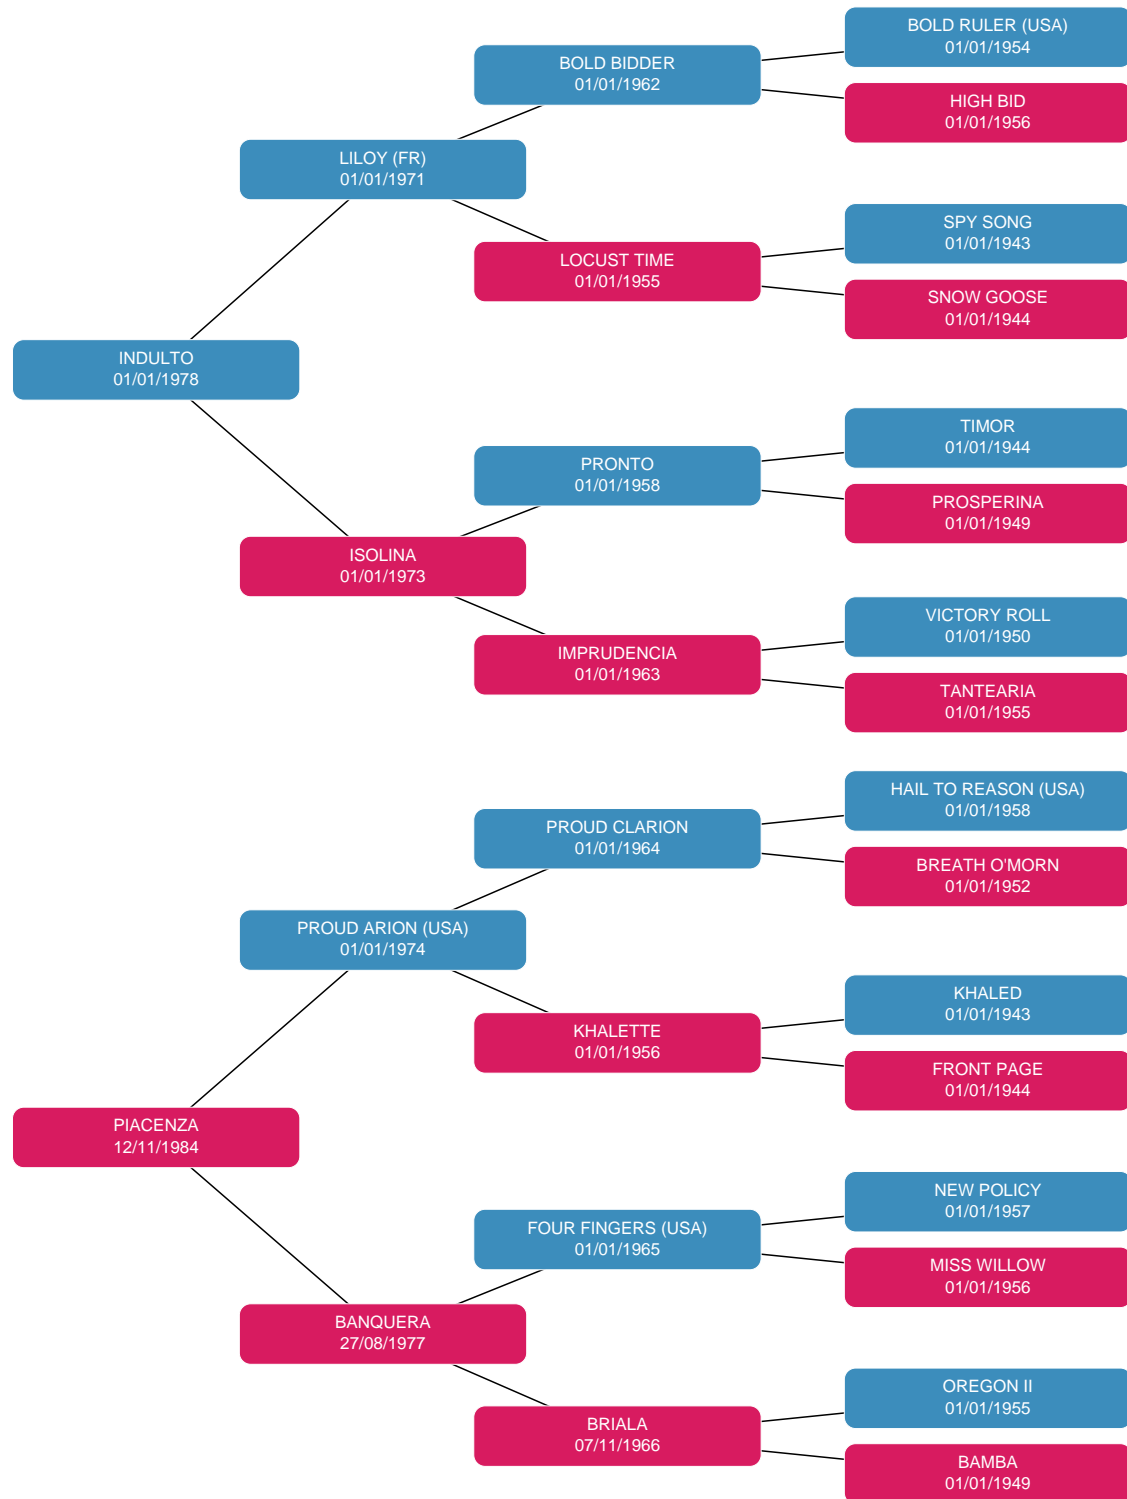 BOLD RULER (USA)
01/01/1954
BOLD BIDDER
01/01/1962
HIGH BID
01/01/1956
LILOY (FR)
01/01/1971
SPY SONG
01/01/1943
LOCUST TIME
01/01/1955
SNOW GOOSE
01/01/1944
INDULTO
01/01/1978
TIMOR
01/01/1944
PRONTO
01/01/1958
PROSPERINA
01/01/1949
ISOLINA
01/01/1973
VICTORY ROLL
01/01/1950
IMPRUDENCIA
01/01/1963
TANTEARIA
01/01/1955
HAIL TO REASON (USA)
01/01/1958
PROUD CLARION
01/01/1964
BREATH O'MORN
01/01/1952
PROUD ARION (USA)
01/01/1974
KHALED
01/01/1943
KHALETTE
01/01/1956
FRONT PAGE
01/01/1944
PIACENZA
12/11/1984
NEW POLICY
01/01/1957
FOUR FINGERS (USA)
01/01/1965
MISS WILLOW
01/01/1956
BANQUERA
27/08/1977
OREGON II
01/01/1955
BRIALA
07/11/1966
BAMBA
01/01/1949